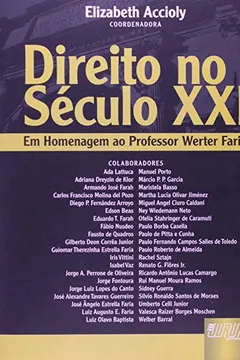 Elizabeth Accioly
COORDENADORA
Direito no
Século XXI
Em Homenagem ao Professor Werter Fari
COLABORADORES
Ada Lattuca
Adriana Dreyzin de Klor
Armando José Farah
Carlos Francisco Molina del Pozo
Diego P. Fernández Arroyo
Edson Beas
Eduardo T. Farah
Fábio Nusdeo
Fausto de Quadros
Gilberto Deon Corrêa Junior
Guiomar Therezinha Estrella Faria
Iris Vittini
Isabel Vaz
Jorge A. Perrone de Oliveira
Jorge Fontoura
Jorge Luiz Lopes do Canto
José Alexandre Tavares Guerreiro
José Ângelo Estrella Faria
Luiz Augusto E. Faria
Luiz Olavo Baptista
Manuel Porto
Márcio P. P. Garcia
Maristela Basso
Martha Lucía Olivar Jiménez
Miguel Angel Ciuro Caldani
Ney Wiedemann Neto
Ofelia Stahringer de Caramuti
Paulo Borba Casella
Paulo de Pitta e Cunha
Paulo Fernando Campos Salles de Toledo
Paulo Roberto de Almeida
Rachel Sztajn
Renato G. Flôres Jr.
Ricardo Antônio Lucas Camargo
Rui Manuel Moura Ramos
Sidney Guerra
Silvio Ronaldo Santos de Moraes
Umberto Celli Junior
Valesca Raizer Borges Moschen
Welber Barral